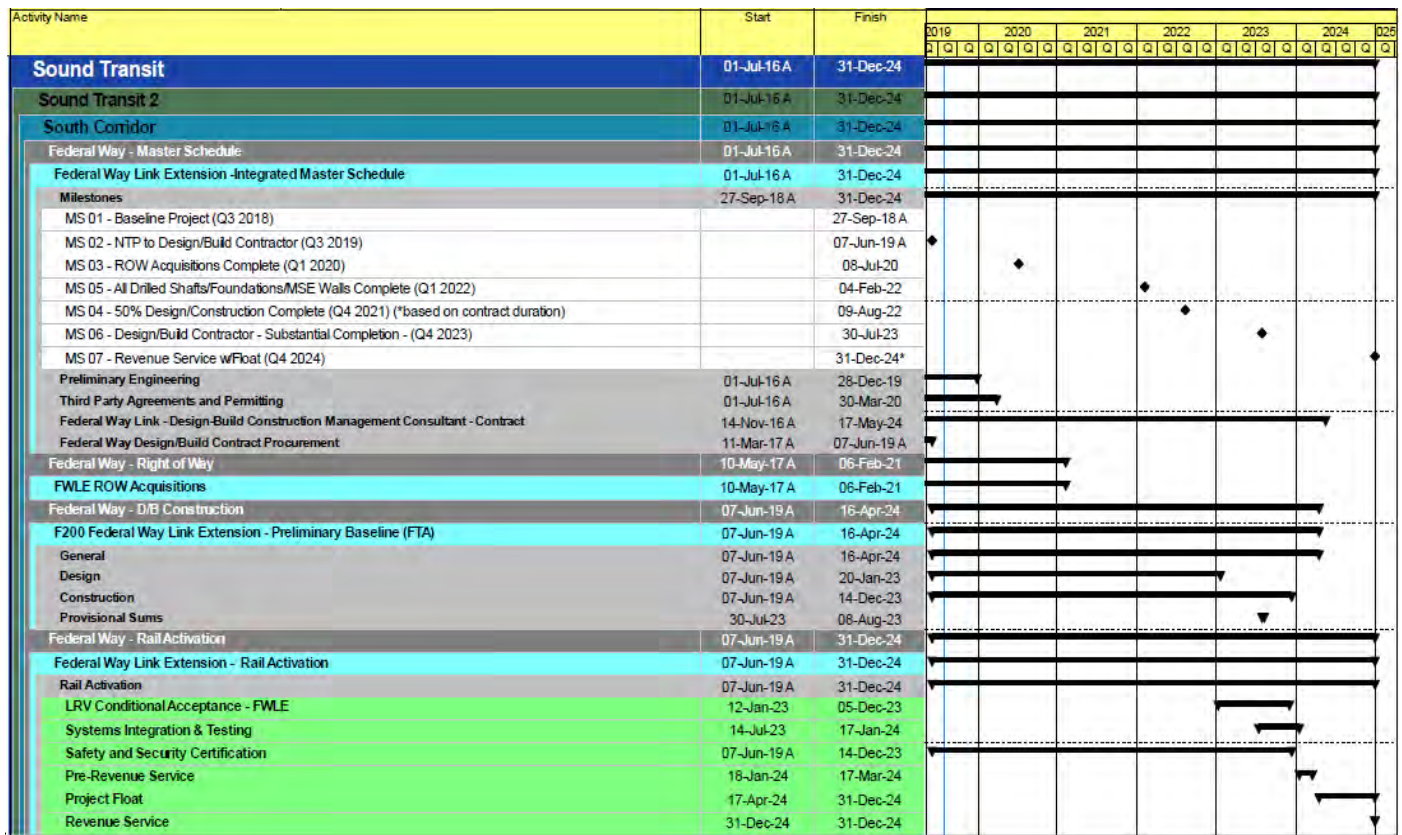 Activity Name Start Finish
2019 2020 2021 2022 2023 2024 025
Q Q Q Q Q Q Q Q Q Q Q Q Q Q Q Q Q Q Q Q Q Q Q Q
Sound Transit 01-Jul-16 A 31-Dec-24
Sound Transit 2 01-Jul-16 A 31-Dec-24
South Corridor 01-Jul-16 A 31-Dec-24
Federal Way - Master Schedule 01-Jul-16 A 31-Dec-24
Federal Way Link Extension -Integrated Master Schedule 01-Jul-16 A 31-Dec-24
Milestones 27-Sep-18 A 31-Dec-24
MS 01 - Baseline Project (Q3 2018) 27-Sep-18 A
MS 02 - NTP to Design/Build Contractor (Q3 2019) 07-Jun-19 A
MS 03 - ROW Acquisitions Complete (Q1 2020) 08-Jul-20
MS 05 - All Drilled Shafts/Foundations/MSE Walls Complete (Q1 2022) 04-Feb-22
MS 04 - 50% Design/Construction Complete (Q4 2021) (*based on contract duration) 09-Aug-22
MS 06 - Design/Build Contractor - Substantial Completion - (Q4 2023) 30-Jul-23
MS 07 - Revenue Service w/Float (Q4 2024) 31-Dec-24*
Preliminary Engineering 01-Jul-16 A 28-Dec-19
Third Party Agreements and Permitting 01-Jul-16 A 30-Mar-20
Federal Way Link - Design-Build Construction Management Consultant - Contract 14-Nov-16 A 17-May-24
Federal Way Design/Build Contract Procurement 11-Mar-17 A 07-Jun-19 A
Federal Way - Right of Way 10-May-17 A 06-Feb-21
FWLE ROW Acquisitions 10-May-17 A 06-Feb-21
Federal Way - D/B Construction 07-Jun-19 A 16-Apr-24
F200 Federal Way Link Extension - Preliminary Baseline (FTA) 07-Jun-19 A 16-Apr-24
General 07-Jun-19 A 16-Apr-24
Design 07-Jun-19 A 20-Jan-23
Construction 07-Jun-19 A 14-Dec-23
Provisional Sums 30-Jul-23 08-Aug-23
Federal Way - Rail Activation 07-Jun-19 A 31-Dec-24
Federal Way Link Extension - Rail Activation 07-Jun-19 A 31-Dec-24
Rail Activation 07-Jun-19 A 31-Dec-24
LRV Conditional Acceptance - FWLE 12-Jan-23 05-Dec-23
Systems Integration & Testing 14-Jul-23 17-Jan-24
Safety and Security Certification 07-Jun-19 A 14-Dec-23
Pre-Revenue Service 18-Jan-24 17-Mar-24
Project Float 17-Apr-24 31-Dec-24
Revenue Service 31-Dec-24 31-Dec-24